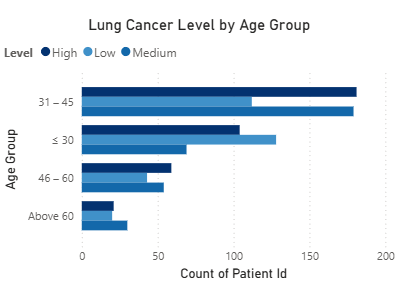 Lung Cancer Level by Age Group
Level High Low Medium
31 – 45
≤ 30
46 – 60
Above 60
Age Group
0 50 100 150 200
Count of Patient Id